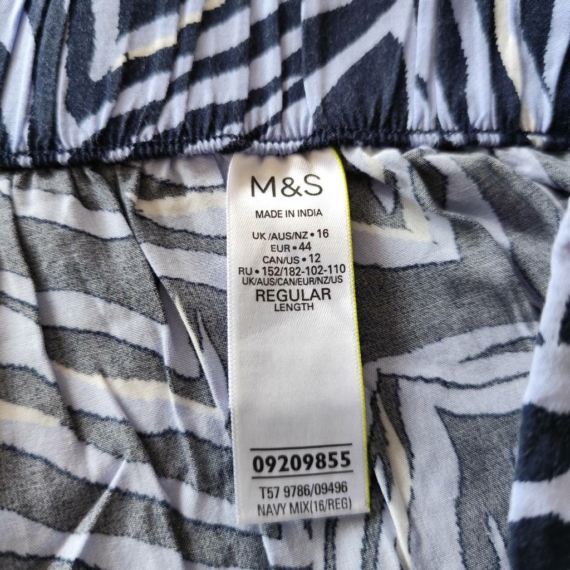 M&S
MADE IN INDIA
UK/AUS/NZ • 16
EUR • 44
CAN/US • 12
RU • 152/182-102-110
UK/AUS/CAN/EUR/NZ/US
REGULAR
LENGTH
09209855
T57 9786/09496
NAVY MIX(16/REG)